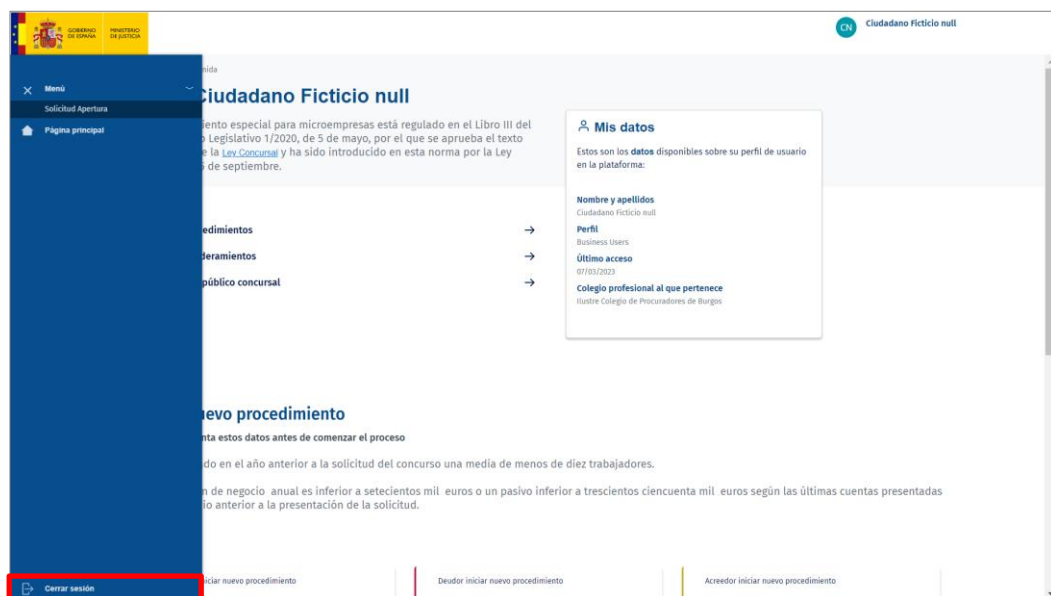 GOBIERNO DE ESPAÑA
MINISTERIO DE JUSTICIA
CN
Ciudadano Ficticio null
Menú
Solicitud Apertura
Página principal
Cerrar sesión
nida
Ciudadano Ficticio null
iento especial para microempresas está regulado en el Libro III del
Legislativo 1/2020, de 5 de mayo, por el que se aprueba el texto
e la Ley Concursal y ha sido introducido en esta norma por la Ley
de septiembre.
edimientos
deramientos
público concursal
Mis datos
Estos son los datos disponibles sobre su perfil de usuario
en la plataforma:
Nombre y apellidos
Ciudadano Ficticio null
Perfil
Business Users
Último acceso
07/03/2023
Colegio profesional al que pertenece
Ilustre Colegio de Procuradores de Burgos
uevo procedimiento
nta estos datos antes de comenzar el proceso
do en el año anterior a la solicitud del concurso una media de menos de diez trabajadores.
n de negocio anual es inferior a setecientos mil euros o un pasivo inferior a trescientos ciencuenta mil euros según las últimas cuentas presentadas
io anterior a la presentación de la solicitud.
iciar nuevo procedimiento
Deudor iniciar nuevo procedimiento
Acreedor iniciar nuevo procedimiento